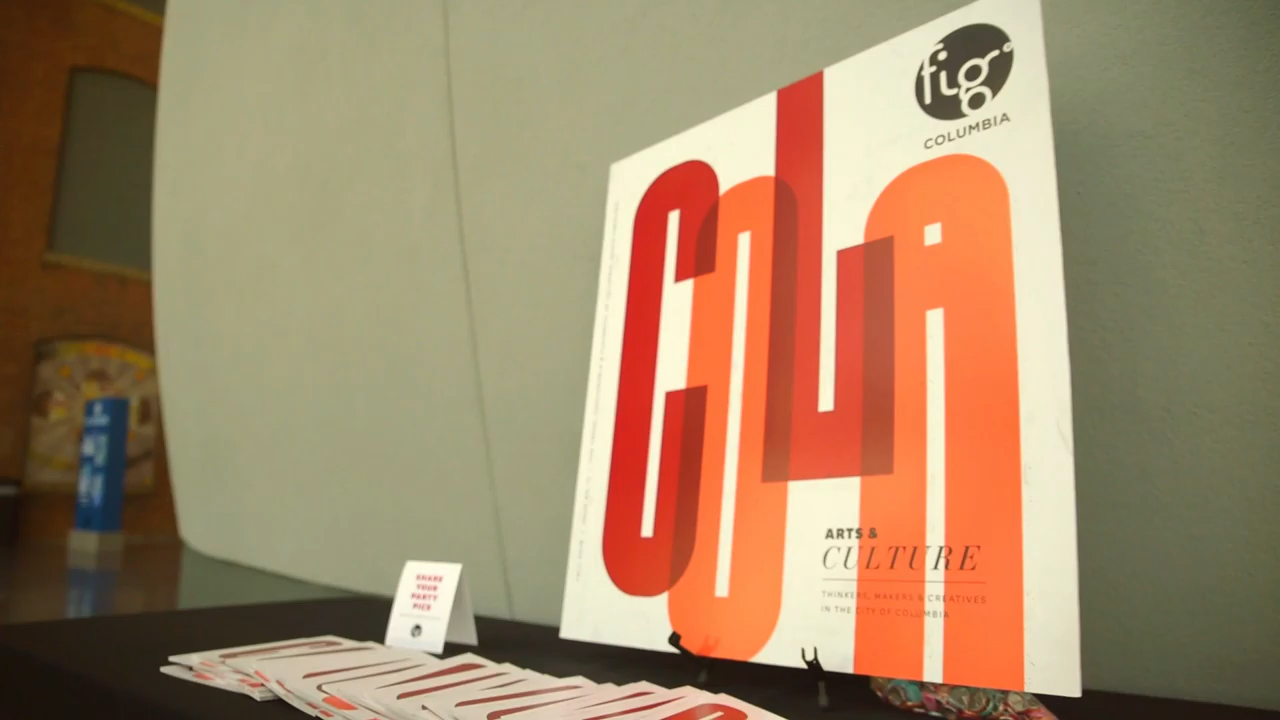 fig
COLUMBIA
COLA
ARTS &
CULTURE
THINKERS, MAKERS & CREATIVES
IN THE CITY OF COLUMBIA
SHARE
YOUR
PARTY
PICS